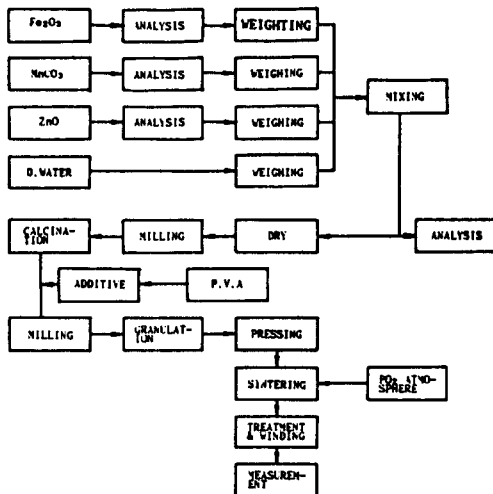 Fe₂O₃
ANALYSIS
WEIGHTING
MnCO₃
ANALYSIS
WEIGHING
MIXING
ZnO
ANALYSIS
WEIGHING
D.WATER
WEIGHING
CALCINA-
TION
MILLING
DRY
ANALYSIS
ADDITIVE
P.V.A
MILLING
GRANULAT-
ION
PRESSING
SINTERING
PO₂ ATMO-
SPHERE
TREATMENT
& WINDING
MEASUREM-
ENT